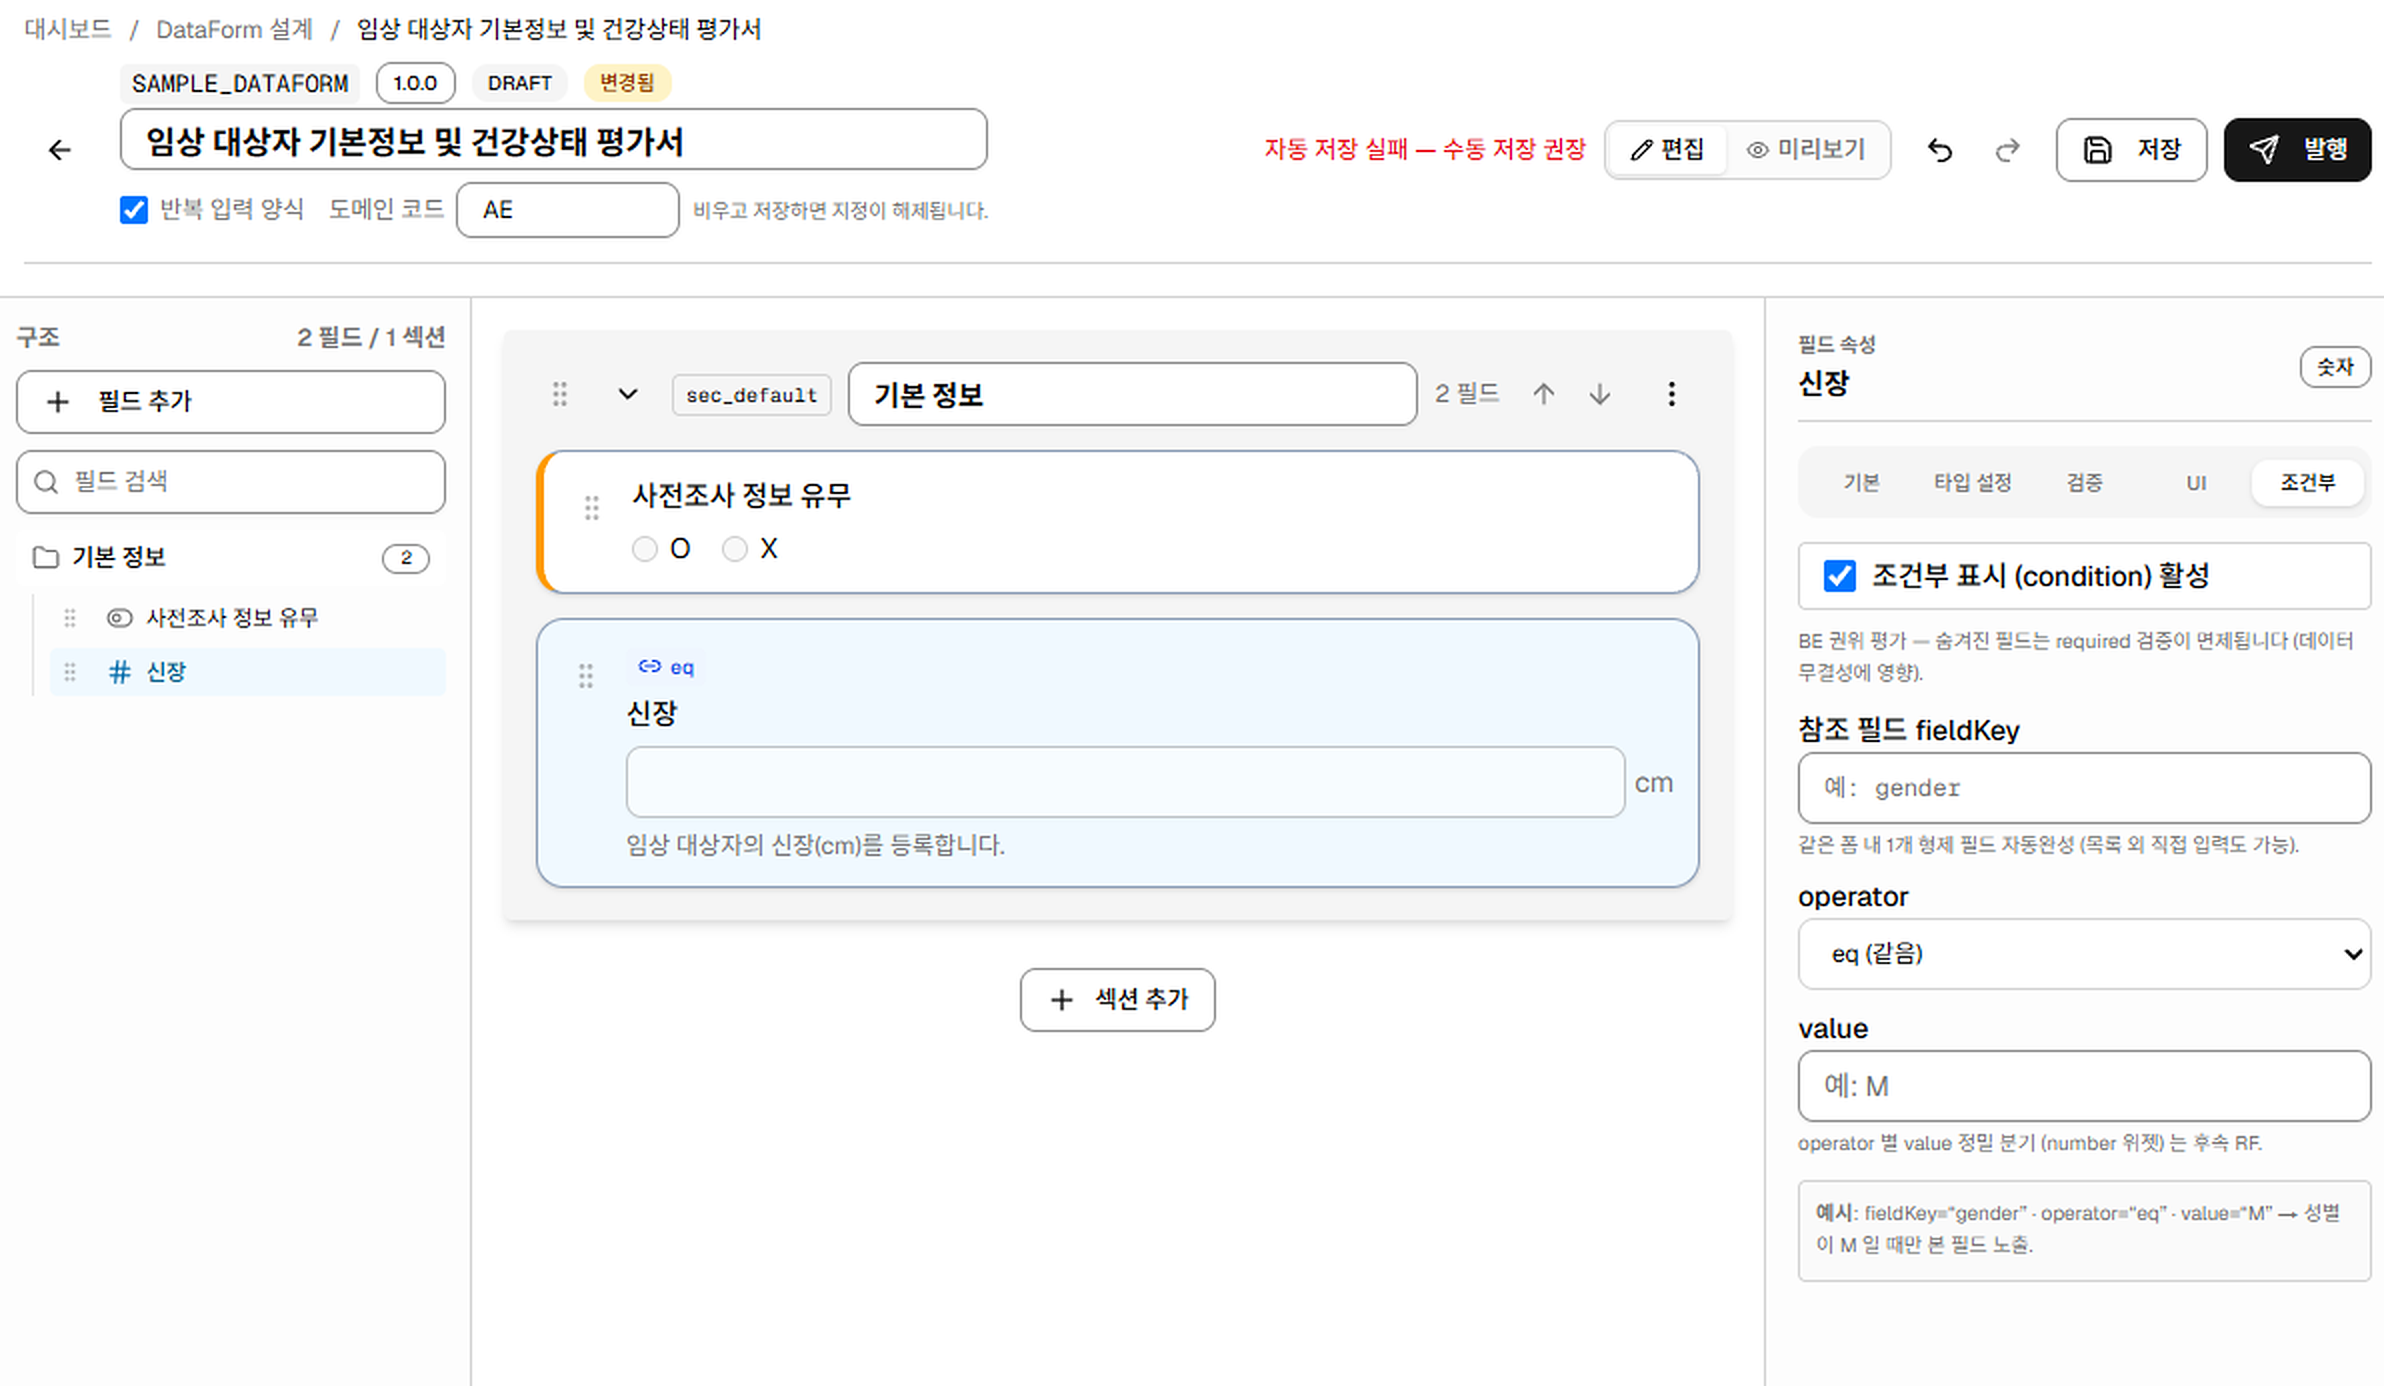 대시보드 / DataForm 설계 / 임상 대상자 기본정보 및 건강상태 평가서
SAMPLE_DATAFORM 1.0.0 DRAFT 변경됨
임상 대상자 기본정보 및 건강상태 평가서
자동 저장 실패 — 수동 저장 권장 편집 미리보기 저장 발행
반복 입력 양식 도메인 코드 AE 비우고 저장하면 지정이 해제됩니다.
구조 2 필드 / 1 섹션
필드 추가
필드 검색
기본 정보 2
사전조사 정보 유무
신장
sec_default 기본 정보 2 필드
사전조사 정보 유무
O X
eq
신장
cm
임상 대상자의 신장(cm)를 등록합니다.
섹션 추가
필드 속성
신장 숫자
기본 타입 설정 검증 UI 조건부
조건부 표시 (condition) 활성
BE 권위 평가 — 숨겨진 필드는 required 검증이 면제됩니다 (데이터
무결성에 영향).
참조 필드 fieldKey
예: gender
같은 폼 내 1개 형제 필드 자동완성 (목록 외 직접 입력도 가능).
operator
eq (같음)
value
예: M
operator 별 value 정밀 분기 (number 위젯) 는 후속 RF.
예시: fieldKey=“gender” · operator=“eq” · value=“M” → 성별
이 M 일 때만 본 필드 노출.